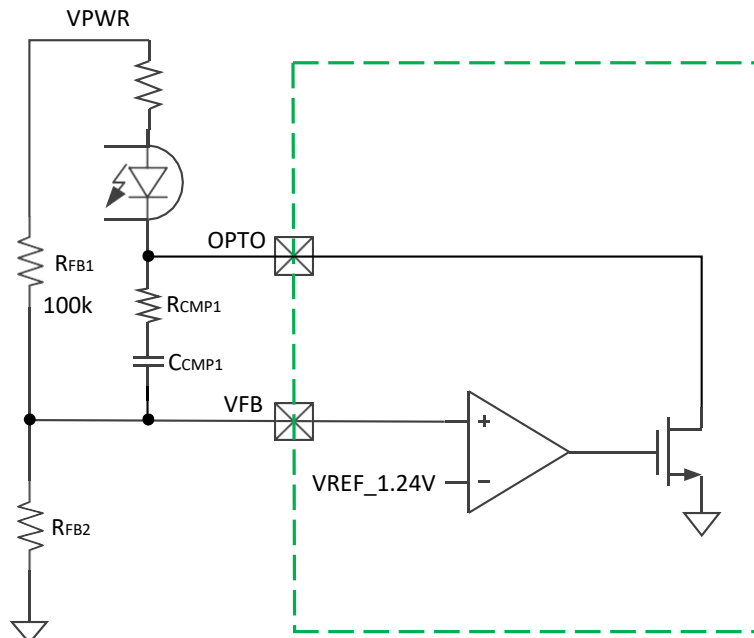 VPWR
OPTO
RFB1
100k
RCMP1
CCMP1
VFB
+
VREF_1.24V
−
RFB2